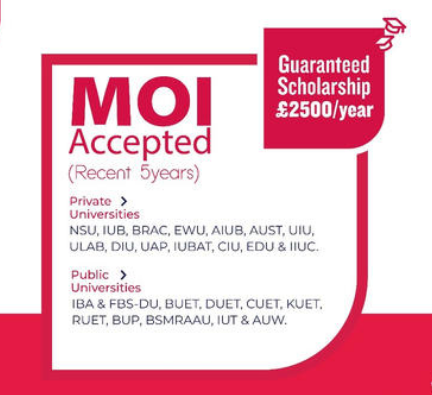 Guaranteed
Scholarship
£2500/year
MOI
Accepted
(Recent 5years)
Private >
Universities
NSU, IUB, BRAC, EWU, AIUB, AUST, UIU,
ULAB, DIU, UAP, IUBAT, CIU, EDU & IIUC.
Public >
Universities
IBA & FBS-DU, BUET, DUET, CUET, KUET,
RUET, BUP, BSMRAAU, IUT & AUW.